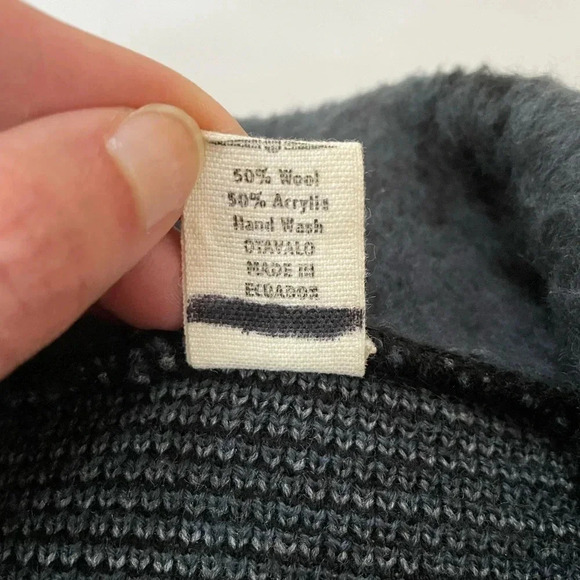 50% Wool
50% Acrylic
Hand Wash
OTAVALO
MADE IN
ECUADOR